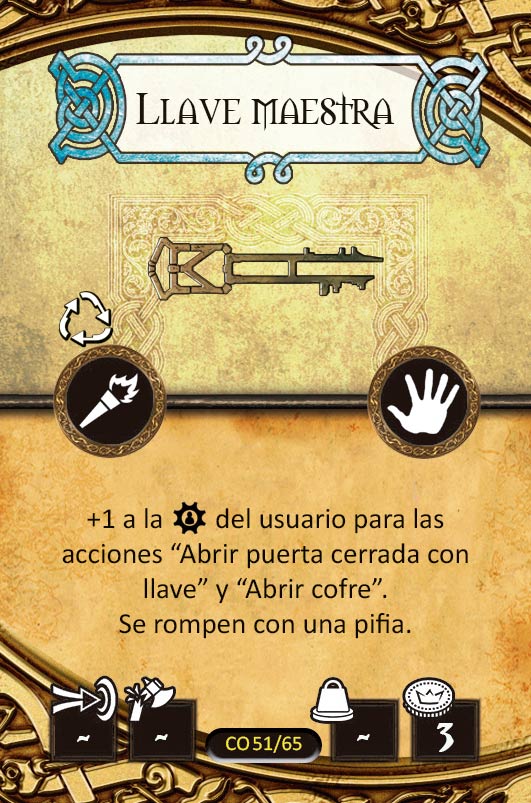 Llave maestra
+1 a la del usuario para las
acciones “Abrir puerta cerrada con
llave” y “Abrir cofre”.
Se rompen con una pifia.
~ ~ CO 51/65 ~ 3